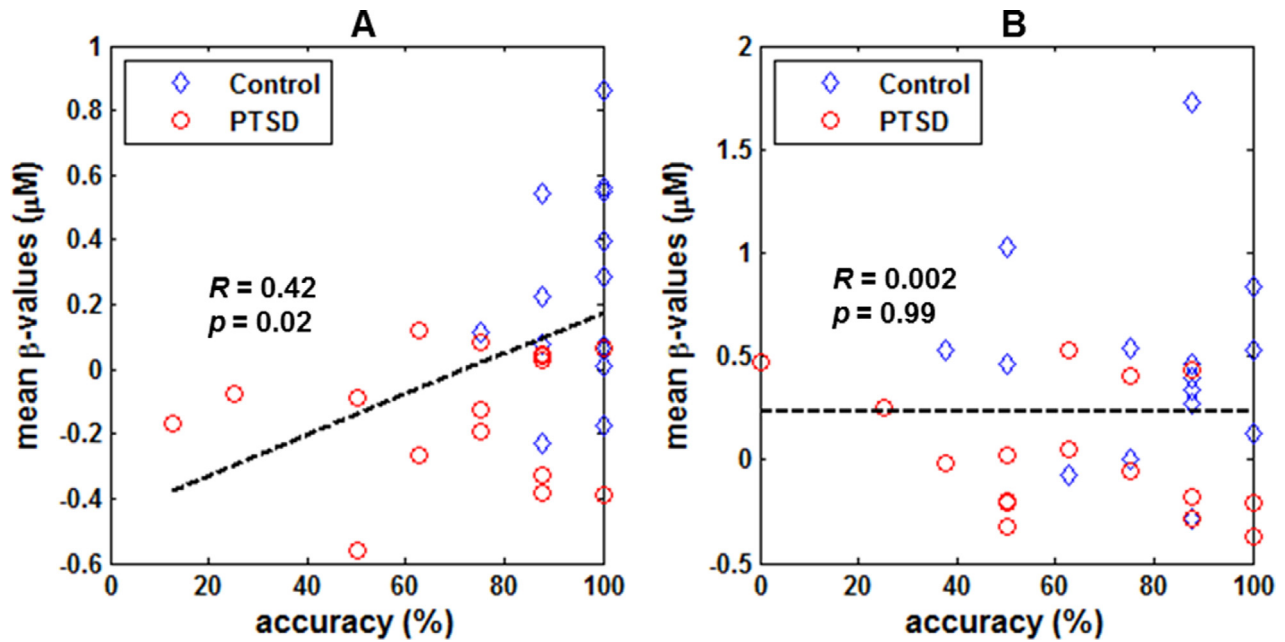 A
1
0.8
0.6
0.4
0.2
0
-0.2
-0.4
-0.6
mean β-values (μM)
Control
PTSD
R = 0.42
p = 0.02
0 20 40 60 80 100
accuracy (%)
B
2
1.5
1
0.5
0
-0.5
mean β-values (μM)
Control
PTSD
R = 0.002
p = 0.99
0 20 40 60 80 100
accuracy (%)